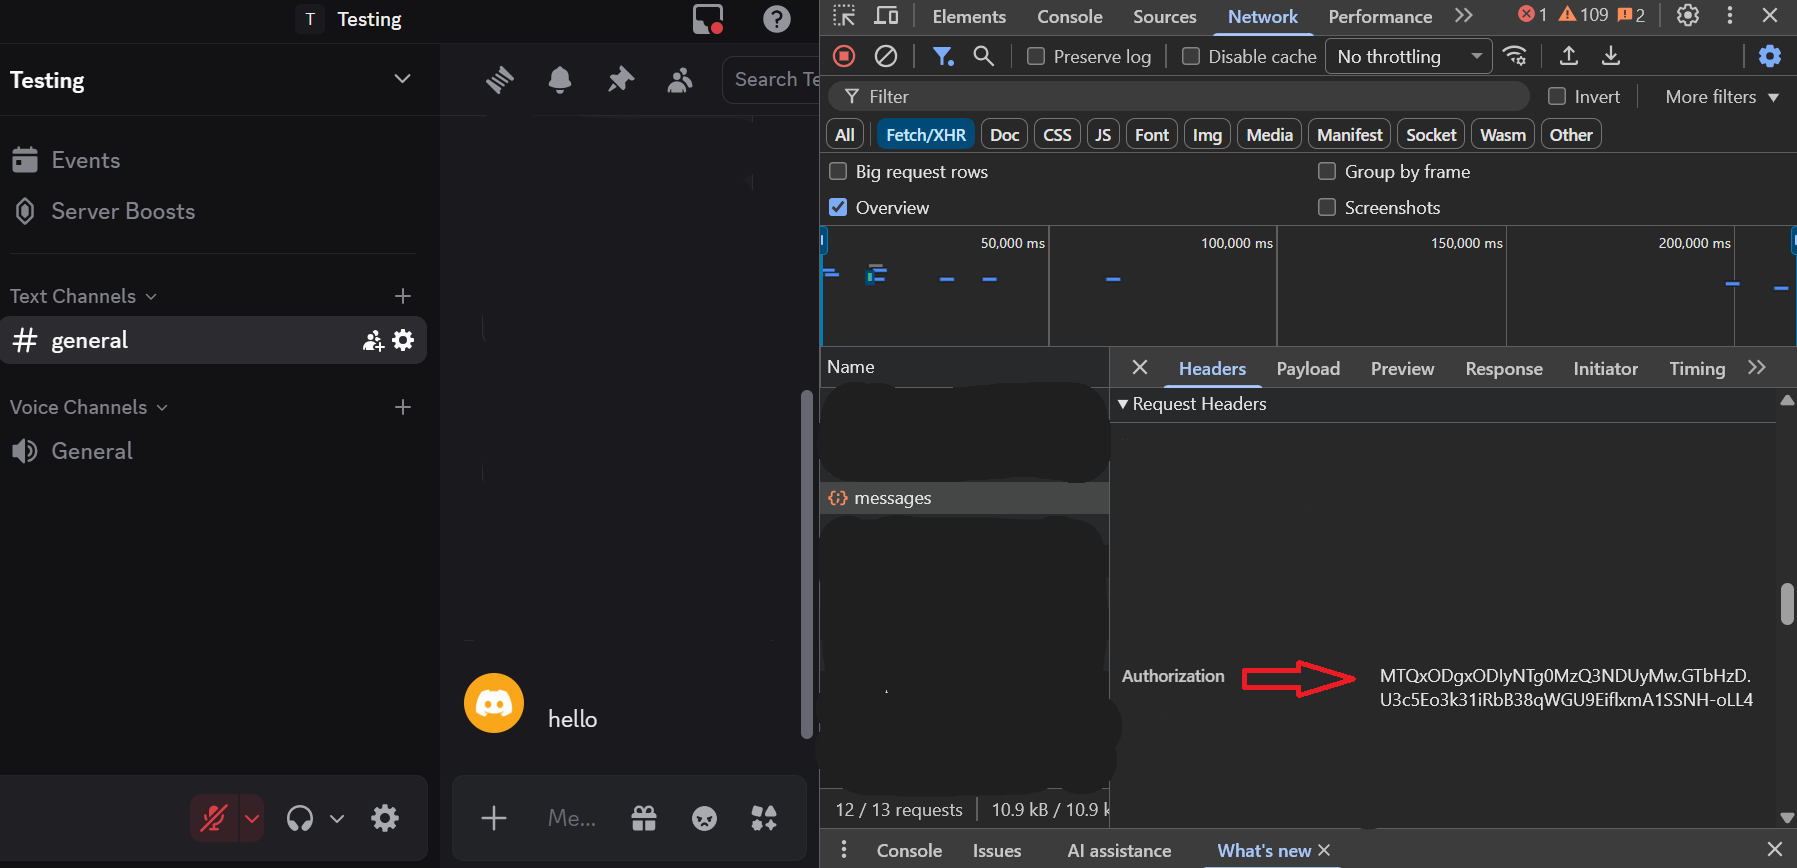 T Testing
Testing
Events
Server Boosts
Text Channels
general
Voice Channels
General
Search Te
hello
Me...
Elements Console Sources Network Performance 1 109 2
Preserve log Disable cache No throttling
Filter Invert More filters
All Fetch/XHR Doc CSS JS Font Img Media Manifest Socket Wasm Other
Big request rows Group by frame
Overview Screenshots
50,000 ms 100,000 ms 150,000 ms 200,000 ms
Name Headers Payload Preview Response Initiator Timing
Request Headers
messages
Authorization MTQxODgxODIyNTg0MzQ3NDUyMw.GTbHzD.
U3c5Eo3k31iRbB38qWGU9EiflxmA1SSNH-oLL4
12 / 13 requests 10.9 kB / 10.9 k
Console Issues AI assistance What's new